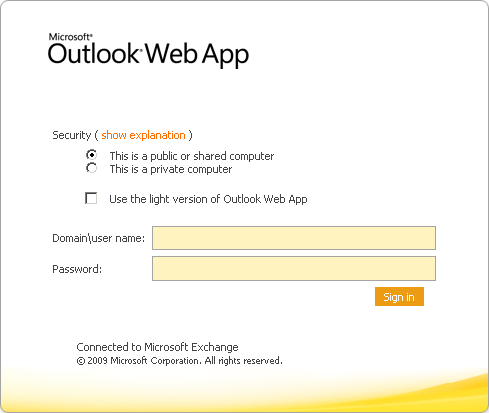 Microsoft®
Outlook® Web App
Security ( show explanation )
This is a public or shared computer
This is a private computer
Use the light version of Outlook Web App
Domain\user name:
Password:
Sign in
Connected to Microsoft Exchange
© 2009 Microsoft Corporation. All rights reserved.